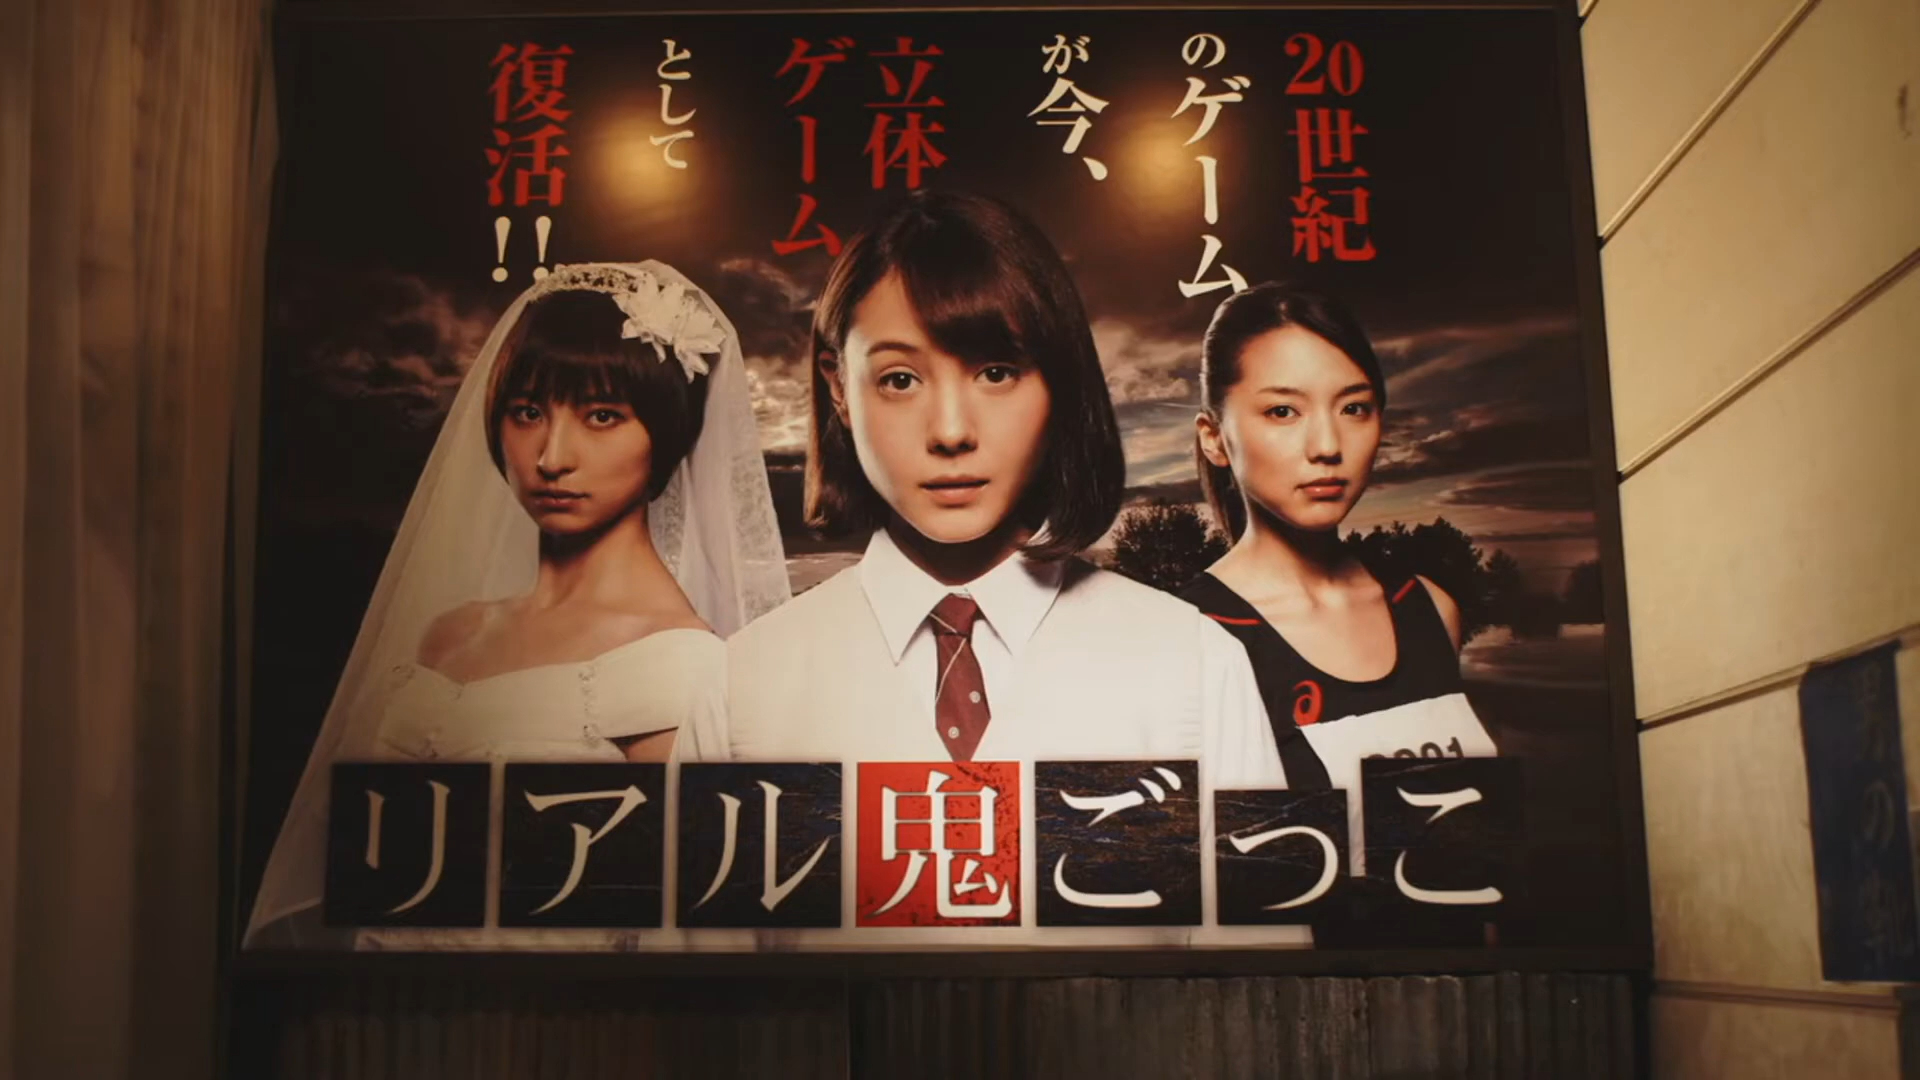 20世紀
のゲーム
が今、
立体
ゲーム
として
復活!!
リアル鬼ごっこ